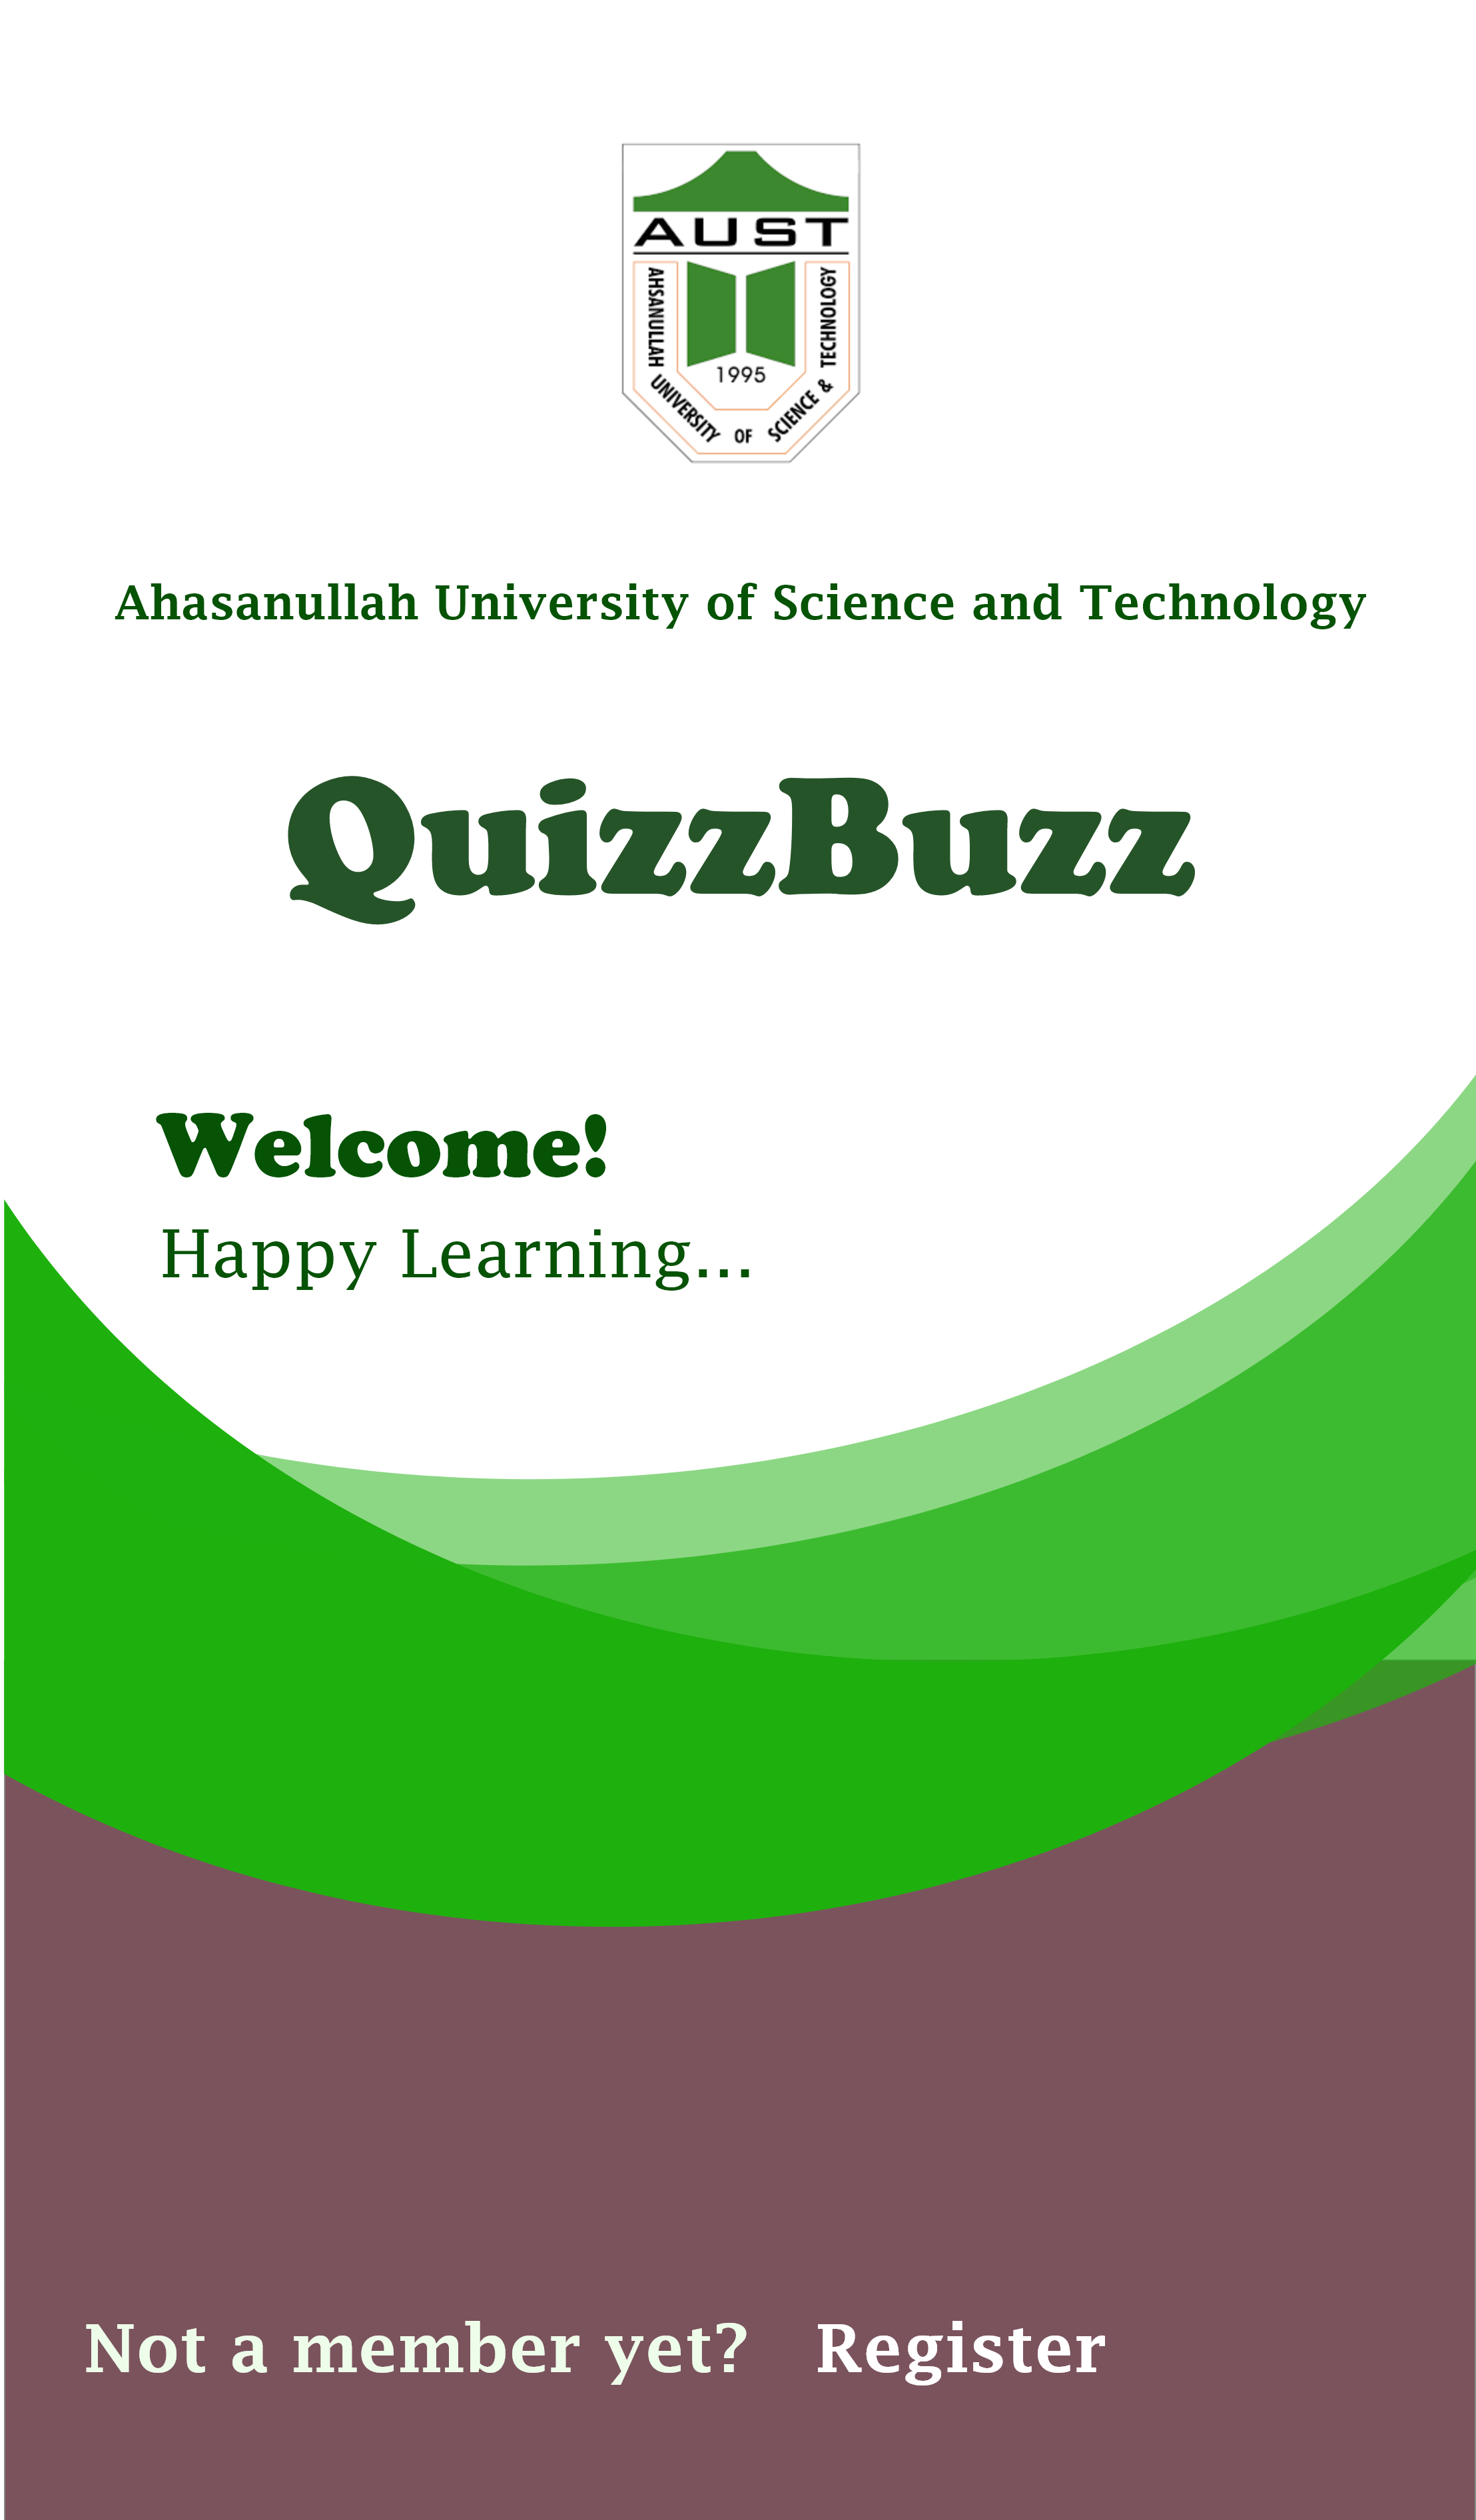 AUST
AHSANULLAH UNIVERSITY OF SCIENCE & TECHNOLOGY
1995
Ahasanullah University of Science and Technology
QuizzBuzz
Welcome!
Happy Learning...
Not a member yet? Register